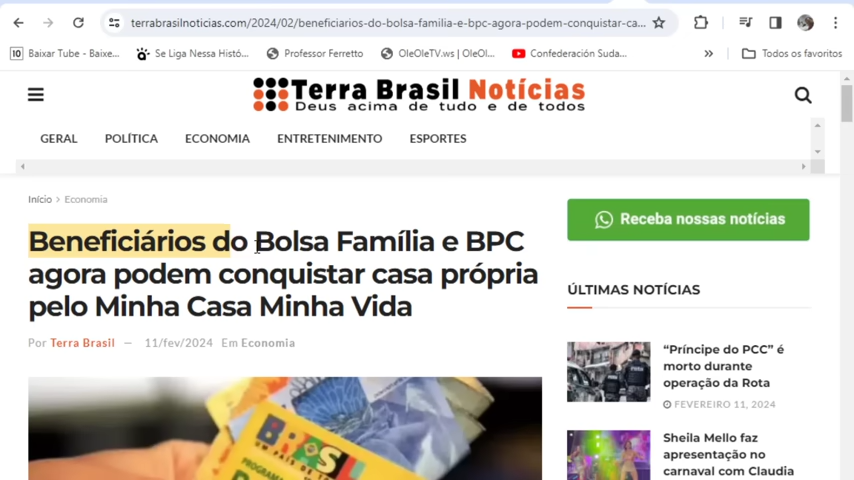 terrabrasilnoticias.com/2024/02/beneficiarios-do-bolsa-familia-e-bpc-agora-podem-conquistar-ca...
10 Baixar Tube - Baixe... Se Liga Nessa Histó... Professor Ferretto OleOleTV.ws | OleOl... Confederación Suda... » Todos os favoritos
Terra Brasil Notícias
Deus acima de tudo e de todos
GERAL POLÍTICA ECONOMIA ENTRETENIMENTO ESPORTES
Início > Economia
Beneficiários do Bolsa Família e BPC
agora podem conquistar casa própria
pelo Minha Casa Minha Vida
Por Terra Brasil — 11/fev/2024 Em Economia
BRASIL
Receba nossas notícias
ÚLTIMAS NOTÍCIAS
“Príncipe do PCC” é
morto durante
operação da Rota
FEVEREIRO 11, 2024
Sheila Mello faz
apresentação no
carnaval com Claudia